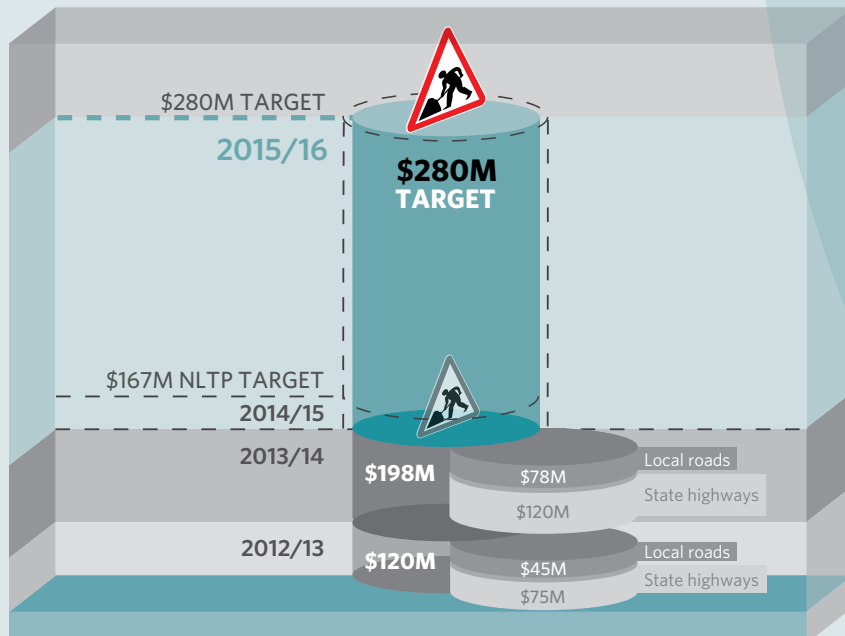 $280M TARGET
2015/16
$280M
TARGET
$167M NLTP TARGET
2014/15
2013/14
$198M
$78M
Local roads
$120M
State highways
2012/13
$120M
$45M
Local roads
$75M
State highways